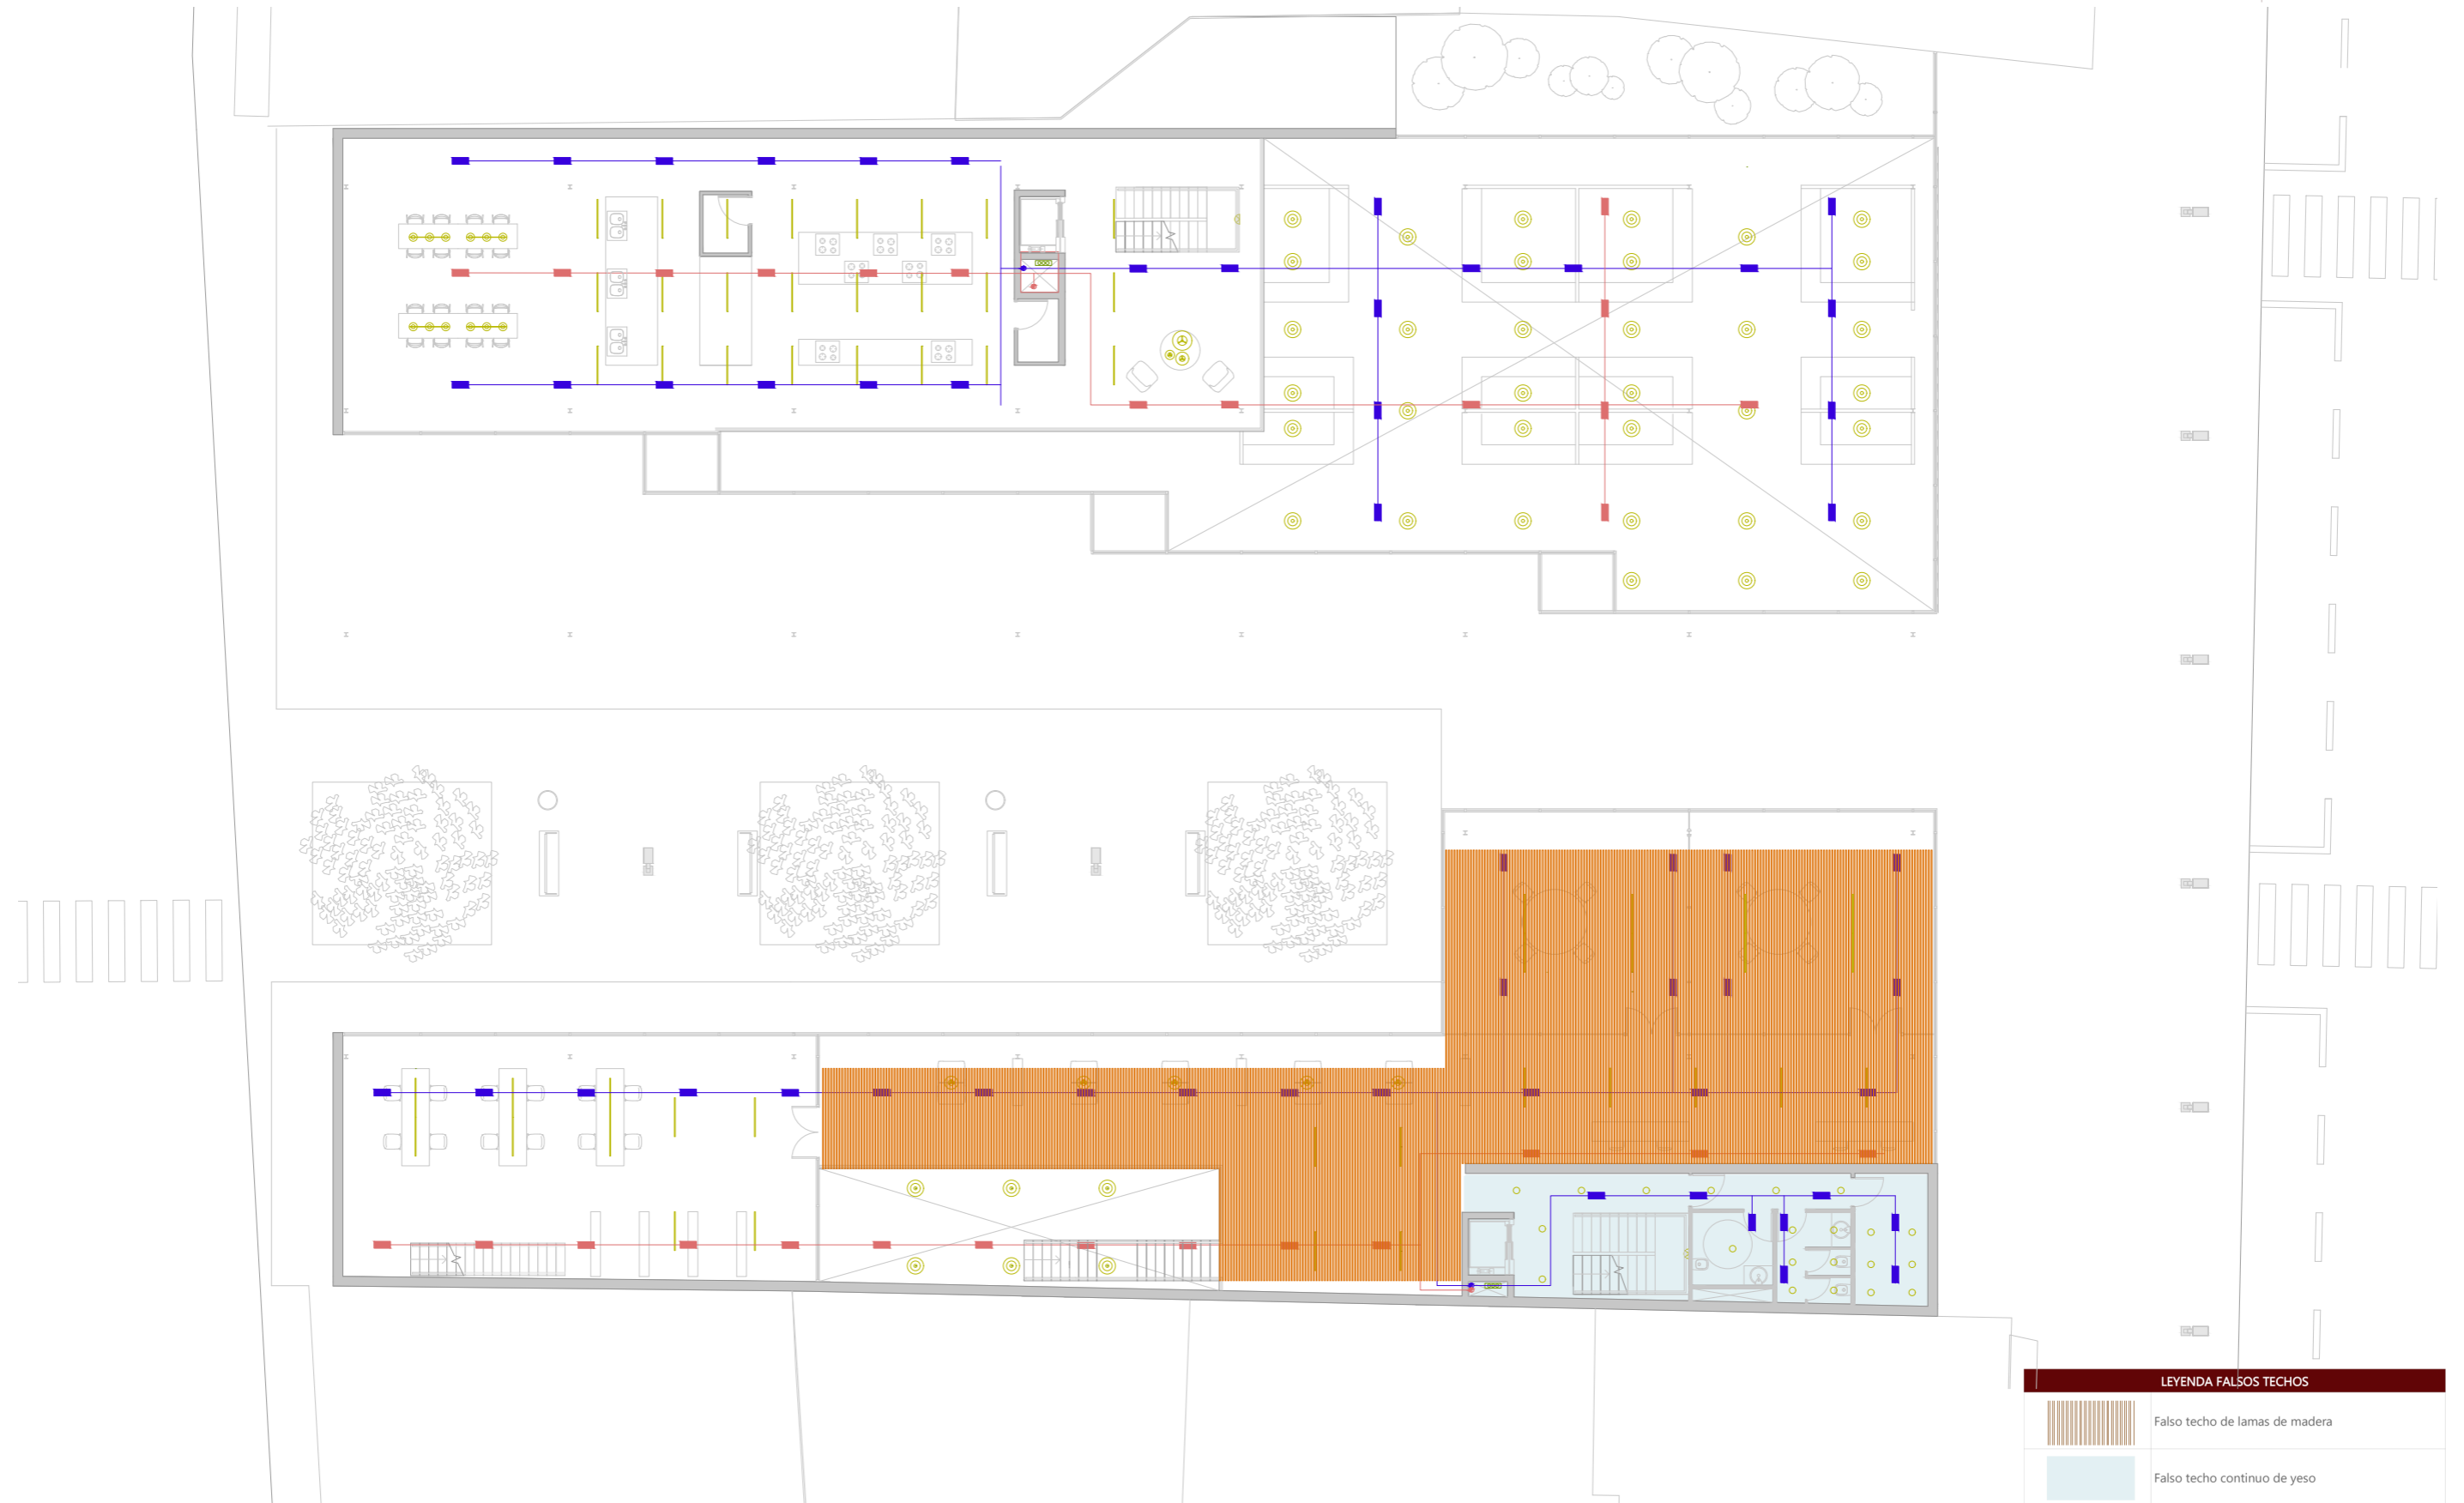 LEYENDA FALSOS TECHOS
Falso techo de lamas de madera
Falso techo continuo de yeso